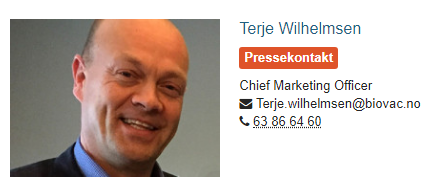 Terje Wilhelmsen
Pressekontakt
Chief Marketing Officer
Terje.wilhelmsen@biovac.no
63 86 64 60